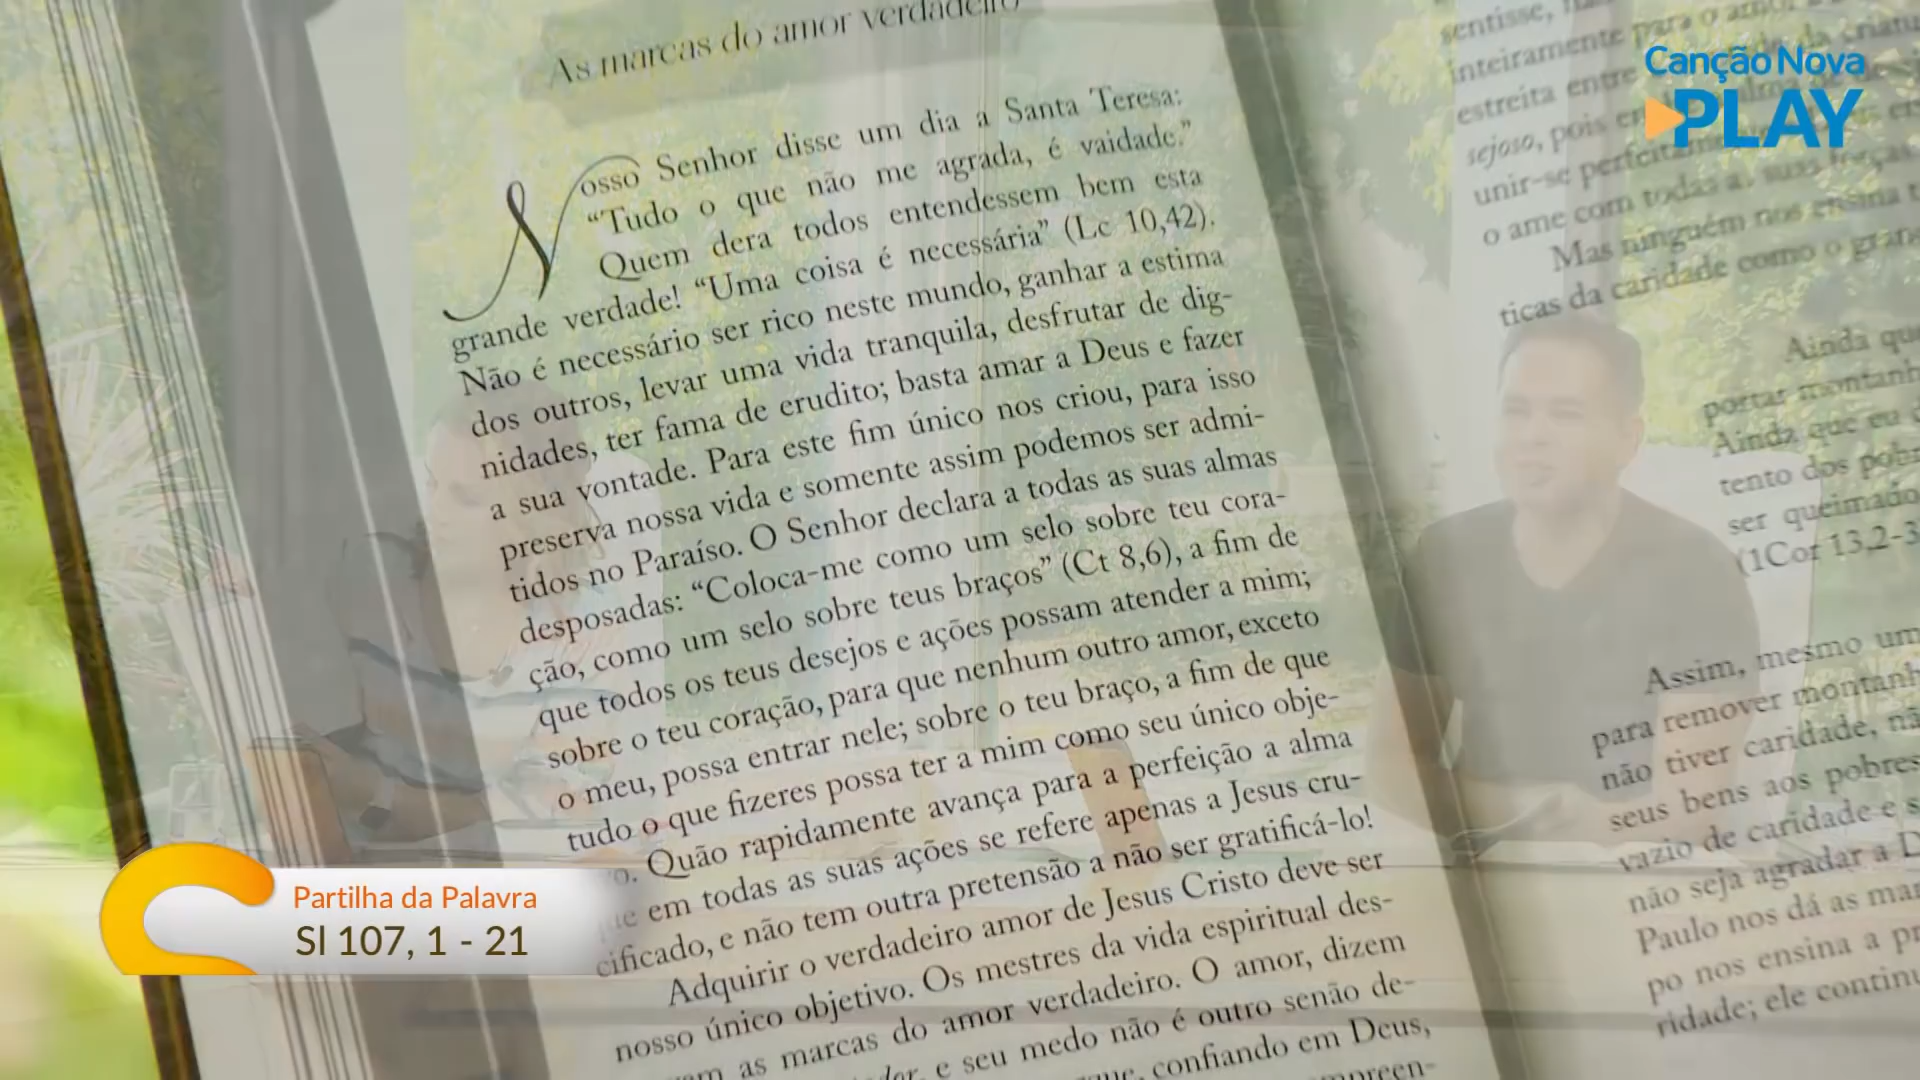 As marcas do amor verdadeiro
Nosso Senhor disse um dia a Santa Teresa:
“Tudo o que não me agrada, é vaidade.”
Quem dera todos entendessem bem esta
grande verdade! “Uma coisa é necessária” (Lc 10,42).
Não é necessário ser rico neste mundo, ganhar a estima
dos outros, levar uma vida tranquila, desfrutar de dig-
nidades, ter fama de erudito; basta amar a Deus e fazer
a sua vontade. Para este fim único nos criou, para isso
preserva nossa vida e somente assim podemos ser admi-
tidos no Paraíso. O Senhor declara a todas as suas almas
desposadas: “Coloca-me como um selo sobre teu cora-
ção, como um selo sobre teus braços” (Ct 8,6), a fim de
que todos os teus desejos e ações possam atender a mim;
sobre o teu coração, para que nenhum outro amor, exceto
o meu, possa entrar nele; sobre o teu braço, a fim de que
tudo o que fizeres possa ter a mim como seu único obje-
Quão rapidamente avança para a perfeição a alma
em todas as suas ações se refere apenas a Jesus cru-
cificado, e não tem outra pretensão a não ser gratificá-lo!
Adquirir o verdadeiro amor de Jesus Cristo deve ser
nosso único objetivo. Os mestres da vida espiritual des-
as marcas do amor verdadeiro. O amor, dizem
e seu medo não é outro senão de-
confiando em Deus,
sentisse,
inteiramente para o amor
estreita entre
sejoso, pois
unir-se
o ame com todas as suas forças
Mas ninguém nos ensina
ticas da caridade como o
Ainda que
portar
Ainda que eu
tento dos
ser queimado
(1Cor 13,2-3
Assim, mesmo um
para remover
não tiver caridade,
seus bens aos pobres
vazio de caridade e
não seja agradar a
Paulo nos dá as
po nos ensina a
ridade; ele
Canção Nova
PLAY
Partilha da Palavra
Sl 107, 1 - 21